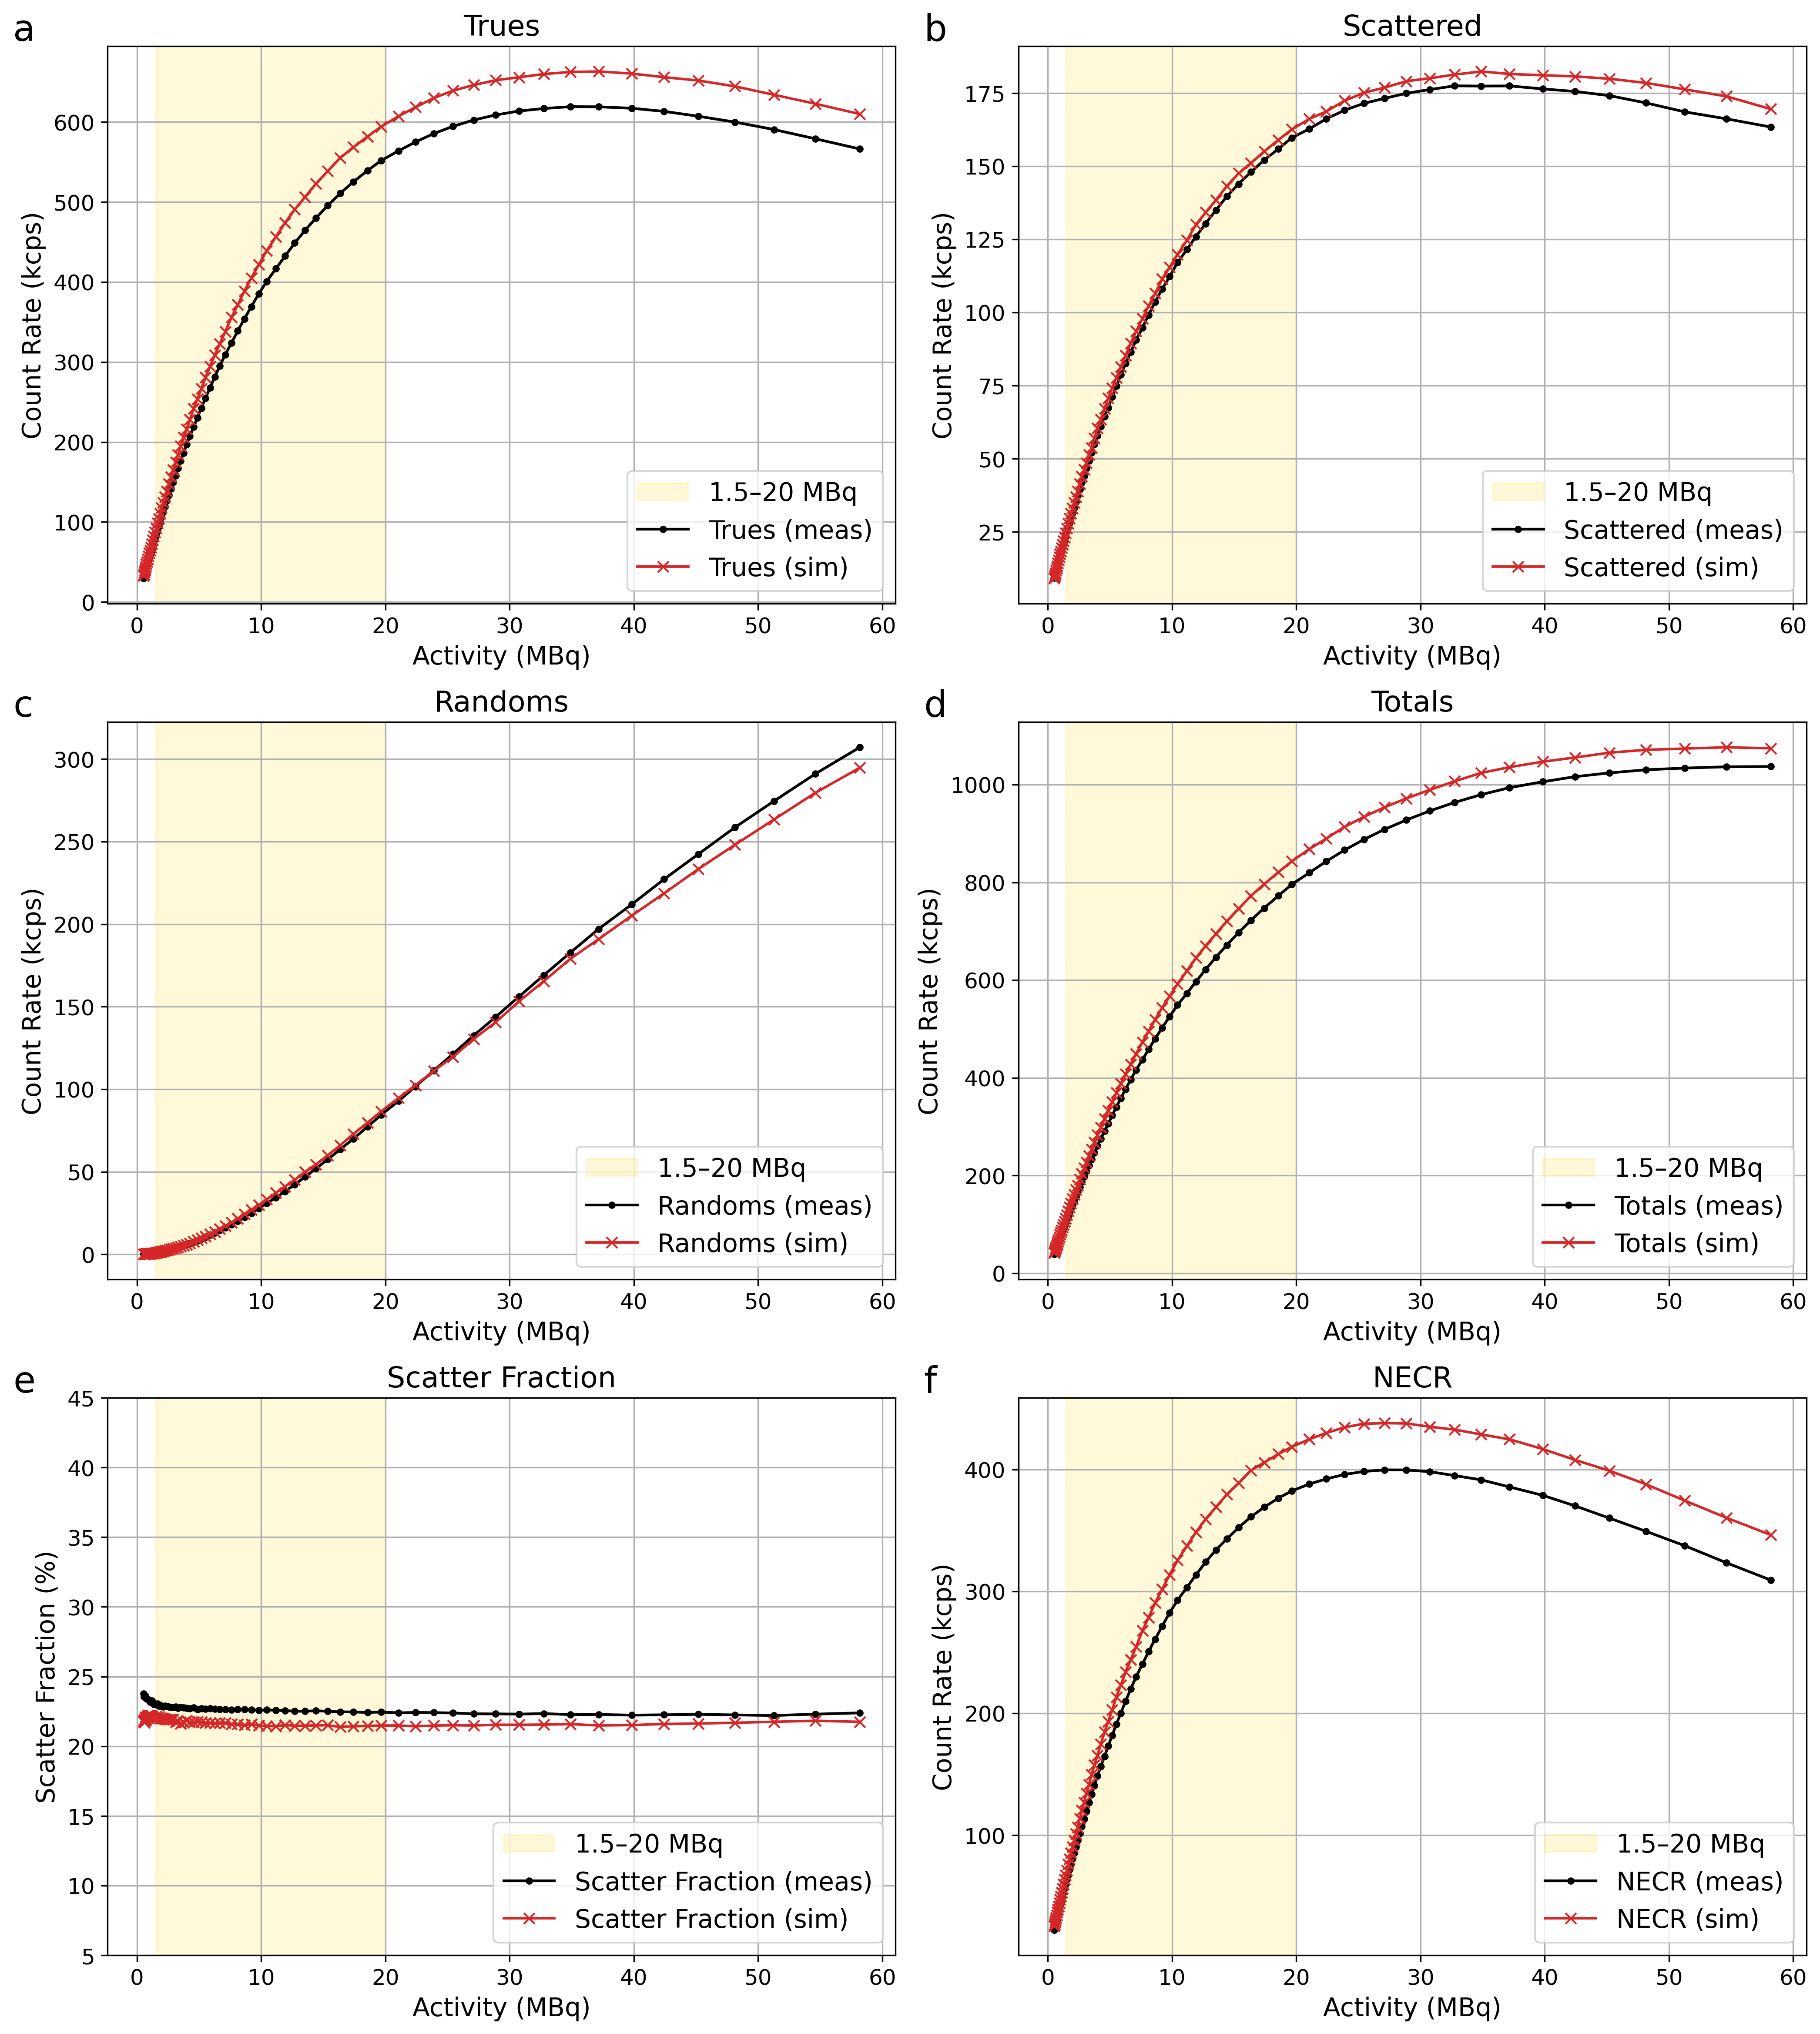 a
Trues
Count Rate (kcps)
600
500
400
300
200
100
0
0 10 20 30 40 50 60
Activity (MBq)
1.5–20 MBq
Trues (meas)
Trues (sim)
b
Scattered
Count Rate (kcps)
175
150
125
100
75
50
25
0 10 20 30 40 50 60
Activity (MBq)
1.5–20 MBq
Scattered (meas)
Scattered (sim)
c
Randoms
Count Rate (kcps)
300
250
200
150
100
50
0
0 10 20 30 40 50 60
Activity (MBq)
1.5–20 MBq
Randoms (meas)
Randoms (sim)
d
Totals
Count Rate (kcps)
1000
800
600
400
200
0
0 10 20 30 40 50 60
Activity (MBq)
1.5–20 MBq
Totals (meas)
Totals (sim)
e
Scatter Fraction
Scatter Fraction (%)
45
40
35
30
25
20
15
10
5
0 10 20 30 40 50 60
Activity (MBq)
1.5–20 MBq
Scatter Fraction (meas)
Scatter Fraction (sim)
f
NECR
Count Rate (kcps)
400
300
200
100
0 10 20 30 40 50 60
Activity (MBq)
1.5–20 MBq
NECR (meas)
NECR (sim)